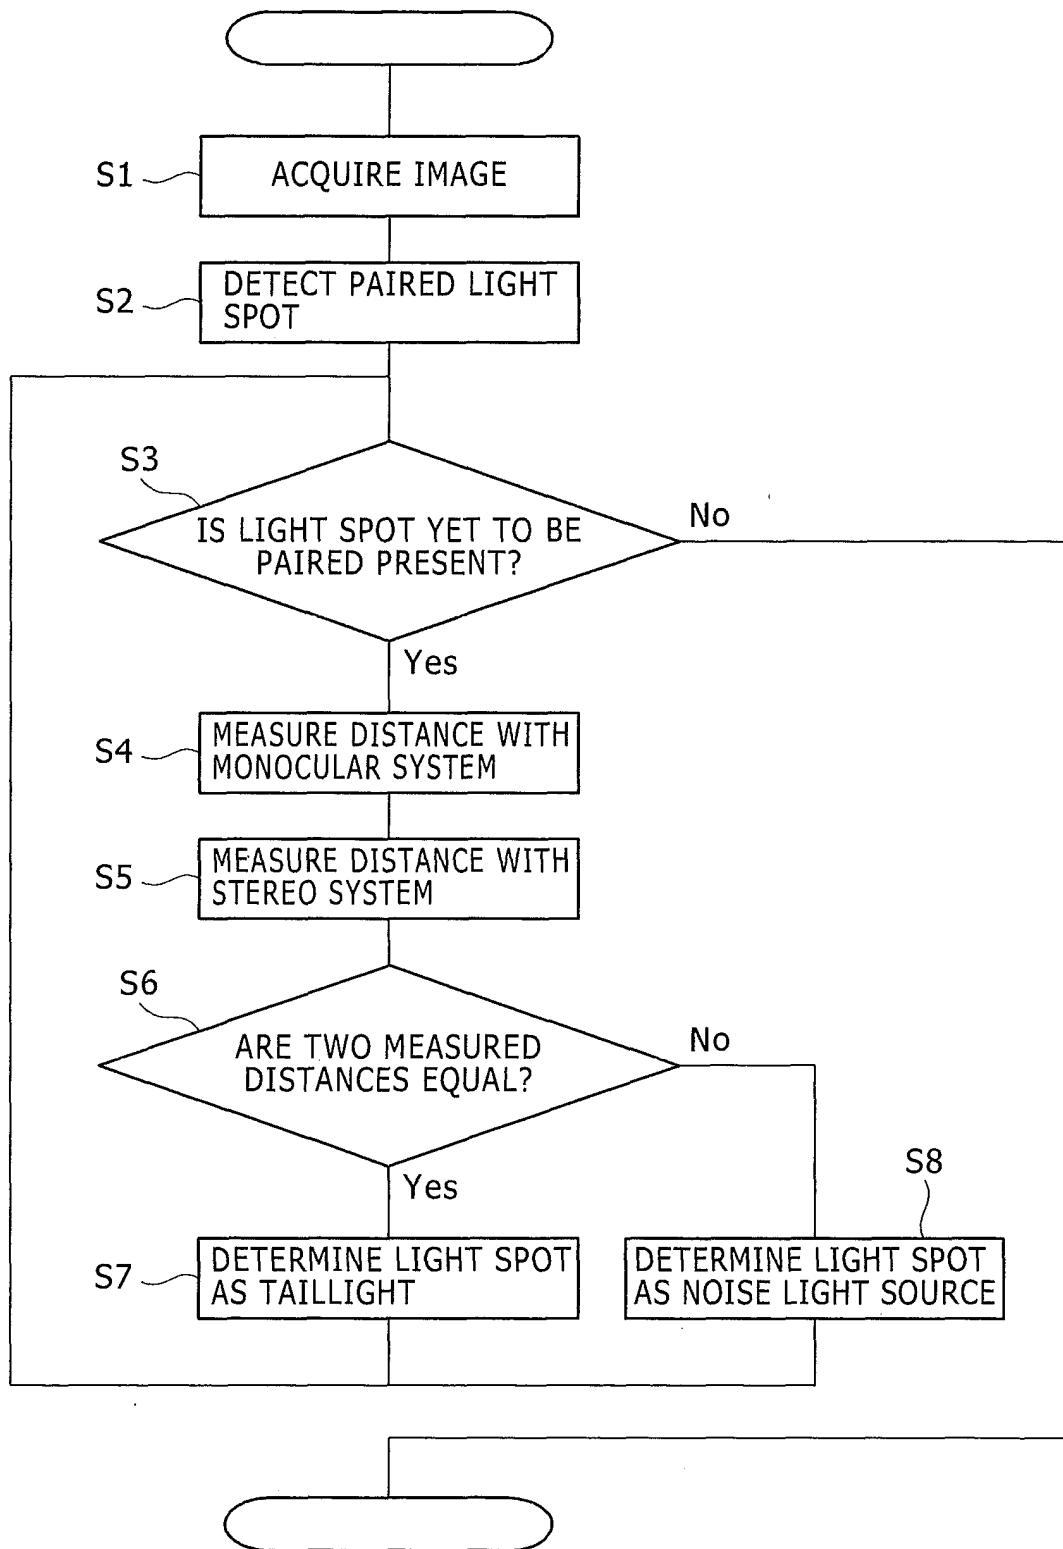 S1
ACQUIRE IMAGE
S2
DETECT PAIRED LIGHT
SPOT
S3
IS LIGHT SPOT YET TO BE
PAIRED PRESENT?
No
Yes
S4
MEASURE DISTANCE WITH
MONOCULAR SYSTEM
S5
MEASURE DISTANCE WITH
STEREO SYSTEM
S6
ARE TWO MEASURED
DISTANCES EQUAL?
No
Yes
S7
DETERMINE LIGHT SPOT
AS TAILLIGHT
S8
DETERMINE LIGHT SPOT
AS NOISE LIGHT SOURCE